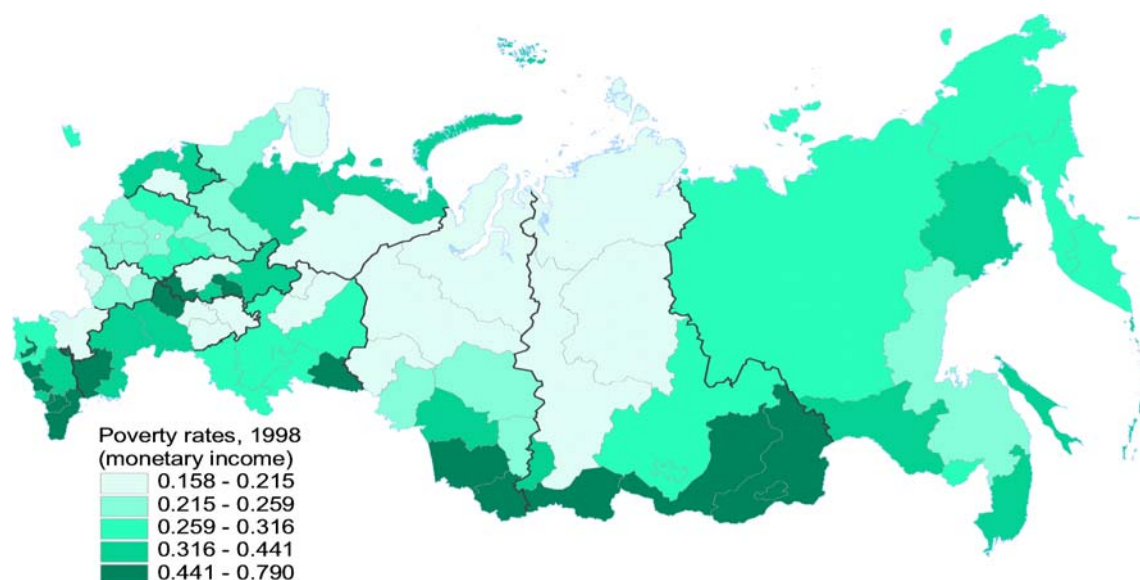 Poverty rates, 1998
(monetary income)
0.158 - 0.215
0.215 - 0.259
0.259 - 0.316
0.316 - 0.441
0.441 - 0.790